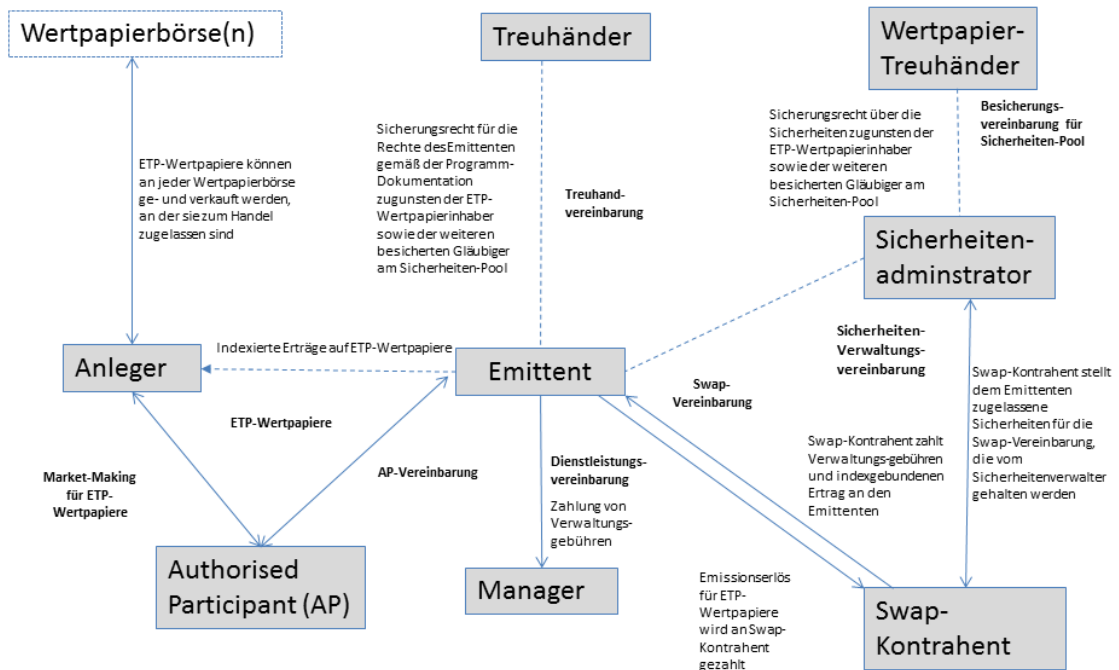 Wertpapierbörse(n)
Treuhänder
Wertpapier-
Treuhänder
Sicherungsrecht für die
Rechte des Emittenten
gemäß der Programm-
Dokumentation
zugunsten der ETP-
Wertpapierinhaber
sowie der weiteren
besicherten Gläubiger
am Sicherheiten-Pool
Sicherungsrecht über die
Sicherheiten zugunsten der
ETP-Wertpapierinhaber
sowie der weiteren
besicherten Gläubiger am
Sicherheiten-Pool
Besicherungs-
vereinbarung für
Sicherheiten-Pool
ETP-Wertpapiere können
an jeder Wertpapierbörse
ge- und verkauft werden,
an der sie zum Handel
zugelassen sind
Treuhand-
vereinbarung
Sicherheiten-
adminstrator
Anleger
Indexierte Erträge auf ETP-Wertpapiere
Emittent
Swap-
Vereinbarung
Sicherheiten-
Verwaltungs-
vereinbarung
Swap-Kontrahent stellt
dem Emittenten
zugelassene
Sicherheiten für die
Swap-Vereinbarung,
die vom
Sicherheitenverwalter
gehalten werden
ETP-Wertpapiere
Market-Making
für ETP-
Wertpapiere
AP-Vereinbarung
Dienstleistungs-
vereinbarung
Zahlung von
Verwaltungs-
gebühren
Swap-Kontrahent zahlt
Verwaltungs-gebühren
und indexgebundenen
Ertrag an den
Emittenten
Authorised
Participant (AP)
Manager
Emissionserlös
für ETP-
Wertpapiere
wird an Swap-
Kontrahent
gezahlt
Swap-
Kontrahent